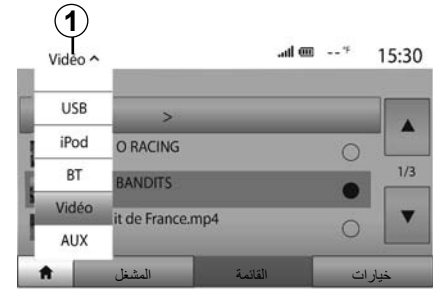 1
Vidéo ^ --°F 15:30
USB
>
iPod
O RACING
BT
BANDITS
1/3
Vidéo
it de France.mp4
AUX
المشغل القائمة خيارات